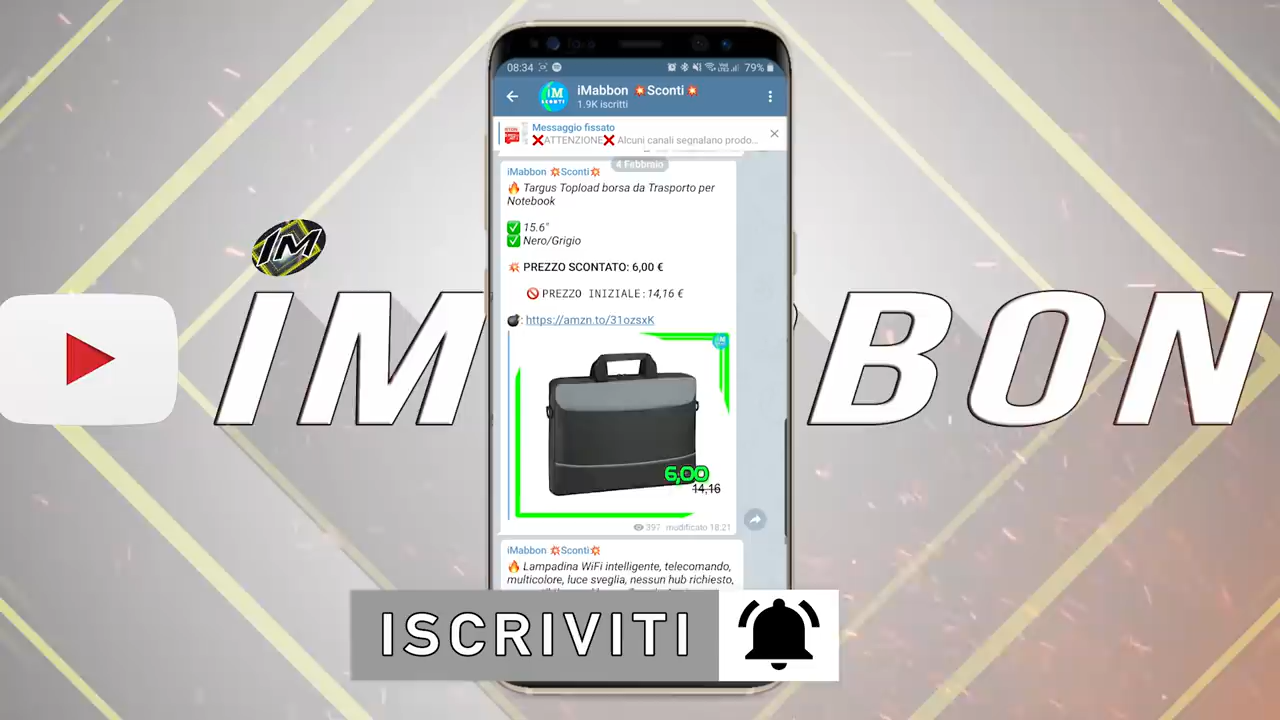 08:34
79%
iMabbon 💥Sconti💥
1.9K iscritti
Messaggio fissato
❌ATTENZIONE❌ Alcuni canali segnalano prodo...
4 Febbraio
iMabbon 💥Sconti💥
🔥 Targus Topload borsa da Trasporto per
Notebook
✅ 15.6"
✅ Nero/Grigio
💥 PREZZO SCONTATO: 6,00 €
🚫 PREZZO INIZIALE: 14,16 €
💣: https://amzn.to/31ozsxK
iM
6,00
14,16
397 modificato 18:21
iMabbon 💥Sconti💥
🔥 Lampadina WiFi intelligente, telecomando,
multicolore, luce sveglia, nessun hub richiesto,
IM
IM BON
iM
SCONTI
ISCRIVITI